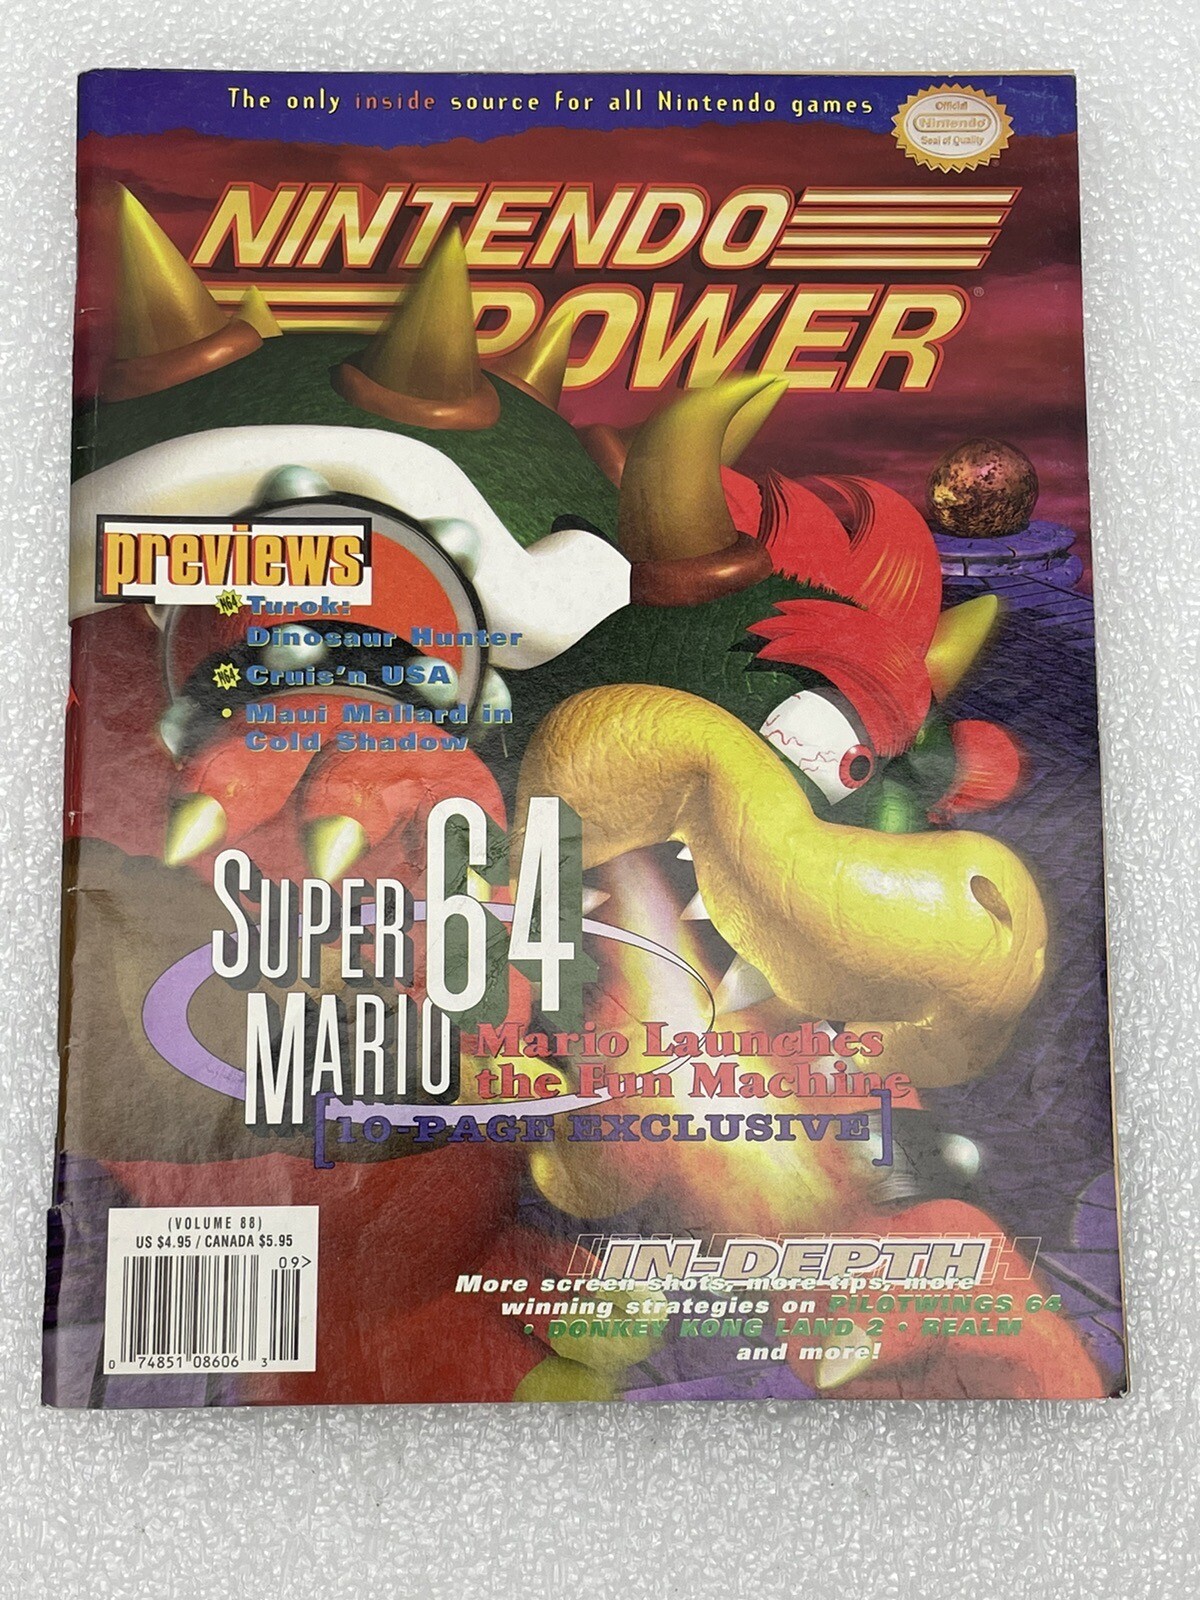 The only inside source for all Nintendo games
Official
Nintendo
Seal of Quality
NINTENDO
POWER®
previews
N64 Turok:
Dinosaur Hunter
N64 Cruis'n USA
• Maui Mallard in
Cold Shadow
SUPER 64
MARIO
Mario Launches
the Fun Machine
[10-PAGE EXCLUSIVE]
(VOLUME 88)
US $4.95 / CANADA $5.95
09>
0 74851 08606 3
IN-DEPTH
More screen shots, more tips, more
winning strategies on PILOTWINGS 64
• DONKEY KONG LAND 2 • REALM
and more!